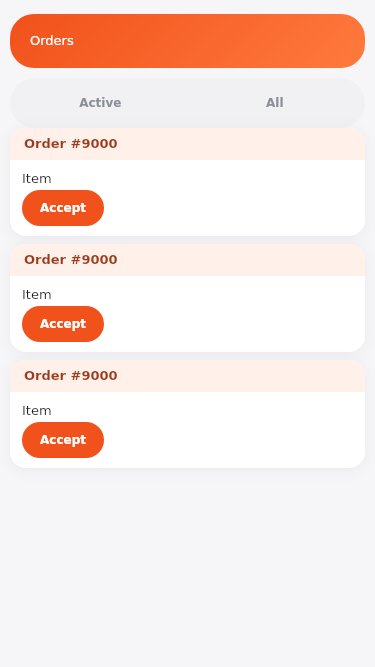 Orders
Active
All
Order #9000
Item
Accept
Order #9000
Item
Accept
Order #9000
Item
Accept